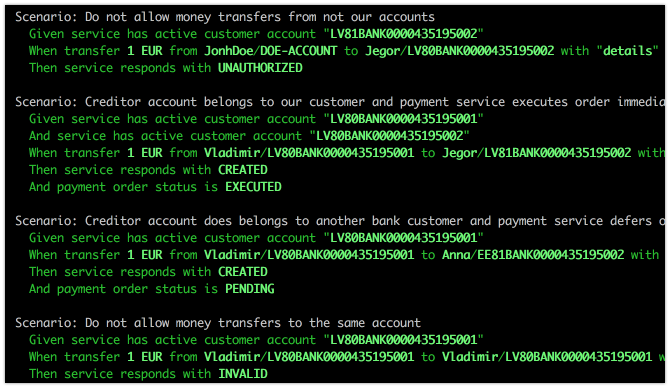 Scenario: Do not allow money transfers from not our accounts
Given service has active customer account "LV81BANK0000435195002"
When transfer 1 EUR from JonhDoe/DOE-ACCOUNT to Jegor/LV80BANK0000435195002 with "details"
Then service responds with UNAUTHORIZED
Scenario: Creditor account belongs to our customer and payment service executes order immedia
Given service has active customer account "LV80BANK0000435195001"
And service has active customer account "LV80BANK0000435195002"
When transfer 1 EUR from Vladimir/LV80BANK0000435195001 to Jegor/LV81BANK0000435195002 with
Then service responds with CREATED
And payment order status is EXECUTED
Scenario: Creditor account does belongs to another bank customer and payment service defers o
Given service has active customer account "LV80BANK0000435195001"
When transfer 1 EUR from Vladimir/LV80BANK0000435195001 to Anna/EE81BANK0000435195002 with
Then service responds with CREATED
And payment order status is PENDING
Scenario: Do not allow money transfers to the same account
Given service has active customer account "LV80BANK0000435195001"
When transfer 1 EUR from Vladimir/LV80BANK0000435195001 to Vladimir/LV80BANK0000435195001 w
Then service responds with INVALID